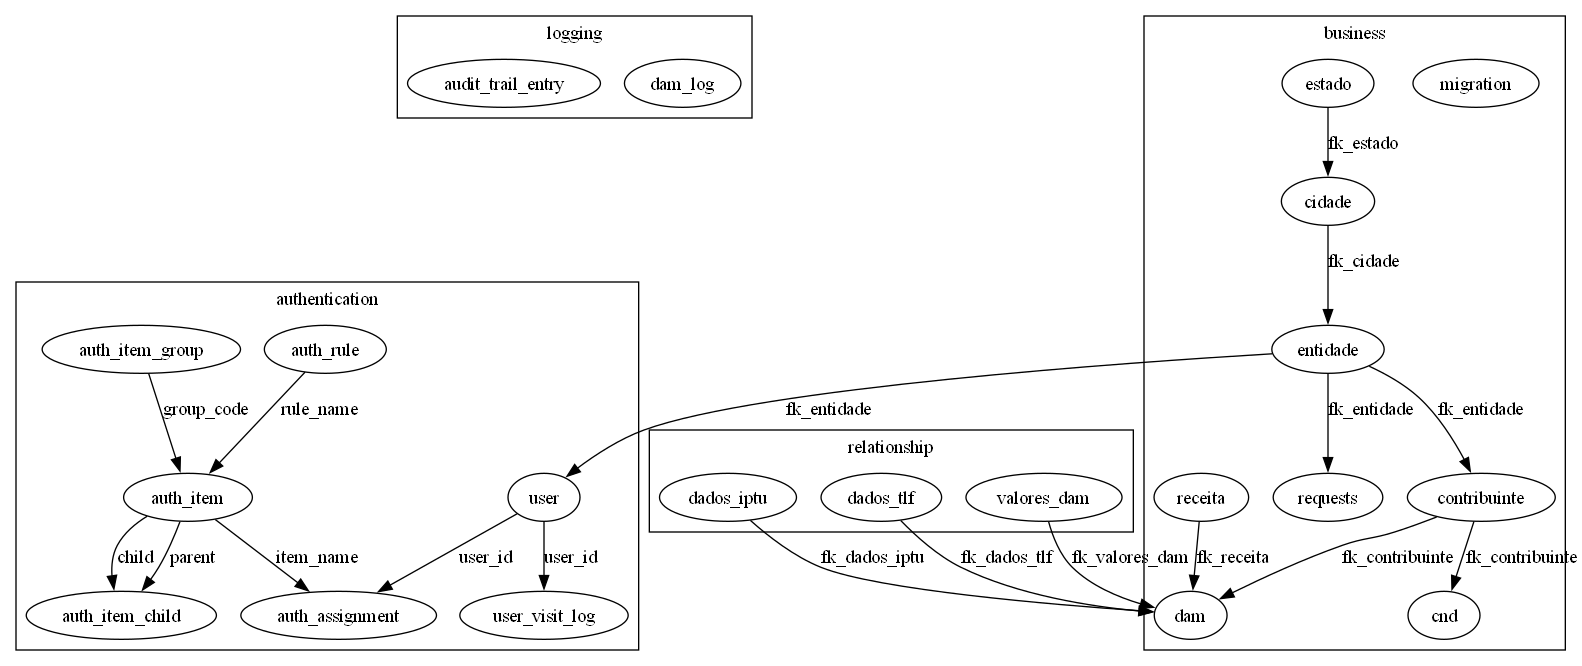 logging
audit_trail_entry
dam_log
business
estado
migration
fk_estado
cidade
fk_cidade
entidade
fk_entidade
fk_entidade
fk_entidade
authentication
auth_item_group
auth_rule
group_code
rule_name
auth_item
user
child
parent
item_name
user_id
user_id
auth_item_child
auth_assignment
user_visit_log
relationship
dados_iptu
dados_tlf
valores_dam
receita
requests
contribuinte
fk_dados_iptu
fk_dados_tlf
fk_valores_dam
fk_receita
fk_contribuinte
fk_contribuinte
dam
cnd